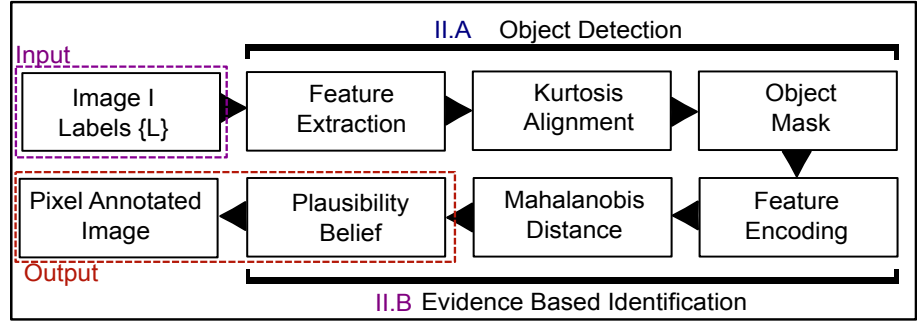 II.A Object Detection
Input
Image I
Labels {L}
Feature
Extraction
Kurtosis
Alignment
Object
Mask
Pixel Annotated
Image
Plausibility
Belief
Mahalanobis
Distance
Feature
Encoding
Output
II.B Evidence Based Identification